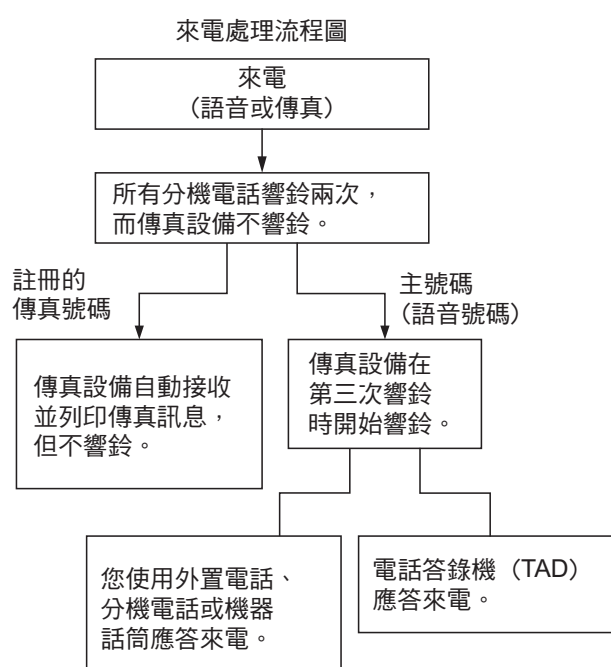 來電處理流程圖
來電
（語音或傳真）
所有分機電話響鈴兩次，
而傳真設備不響鈴。
註冊的
傳真號碼
主號碼
（語音號碼）
傳真設備自動接收
並列印傳真訊息，
但不響鈴。
傳真設備在
第三次響鈴
時開始響鈴。
您使用外置電話、
分機電話或機器
話筒應答來電。
電話答錄機（TAD）
應答來電。